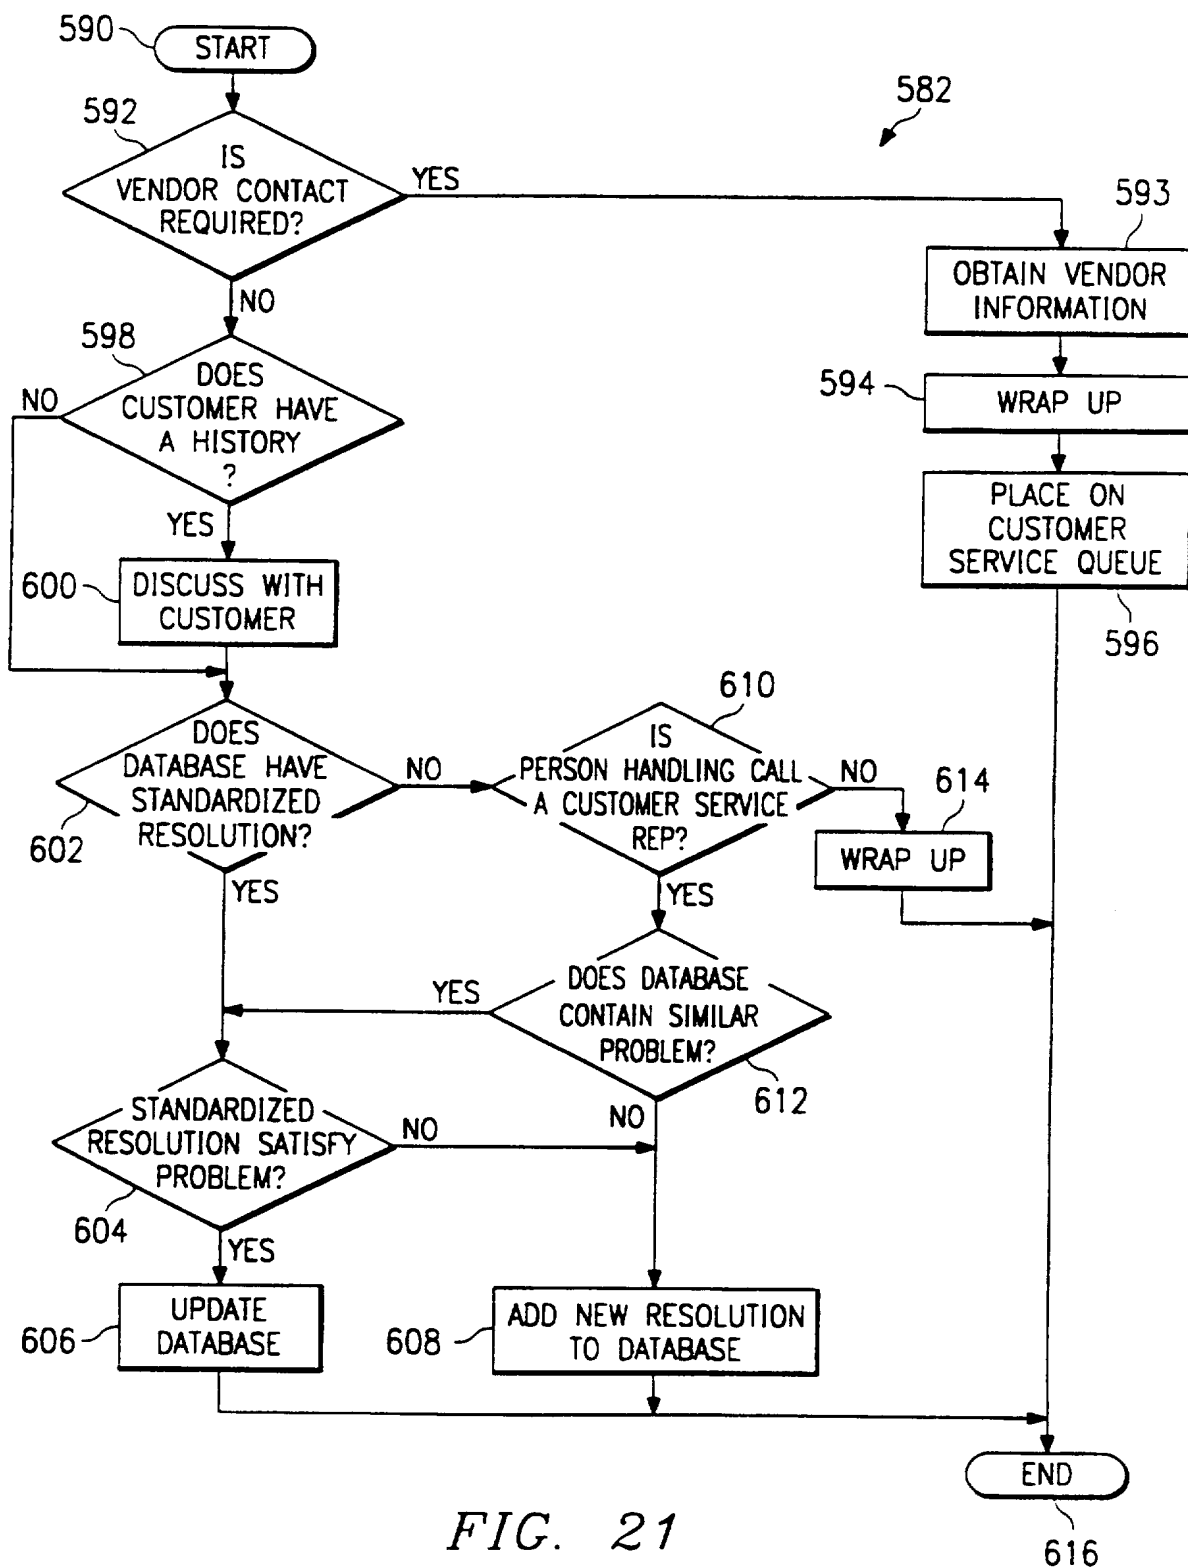 590
START
582
592
IS
VENDOR CONTACT
REQUIRED?
YES
NO
593
OBTAIN VENDOR
INFORMATION
594
WRAP UP
PLACE ON
CUSTOMER
SERVICE QUEUE
596
598
DOES
CUSTOMER HAVE
A HISTORY
?
NO
YES
600
DISCUSS WITH
CUSTOMER
DOES
DATABASE HAVE
STANDARDIZED
RESOLUTION?
602
NO
YES
610
IS
PERSON HANDLING CALL
A CUSTOMER SERVICE
REP?
NO
614
WRAP UP
YES
DOES DATABASE
CONTAIN SIMILAR
PROBLEM?
612
YES
NO
STANDARDIZED
RESOLUTION SATISFY
PROBLEM?
604
NO
YES
606
UPDATE
DATABASE
608
ADD NEW RESOLUTION
TO DATABASE
END
616
FIG. 21